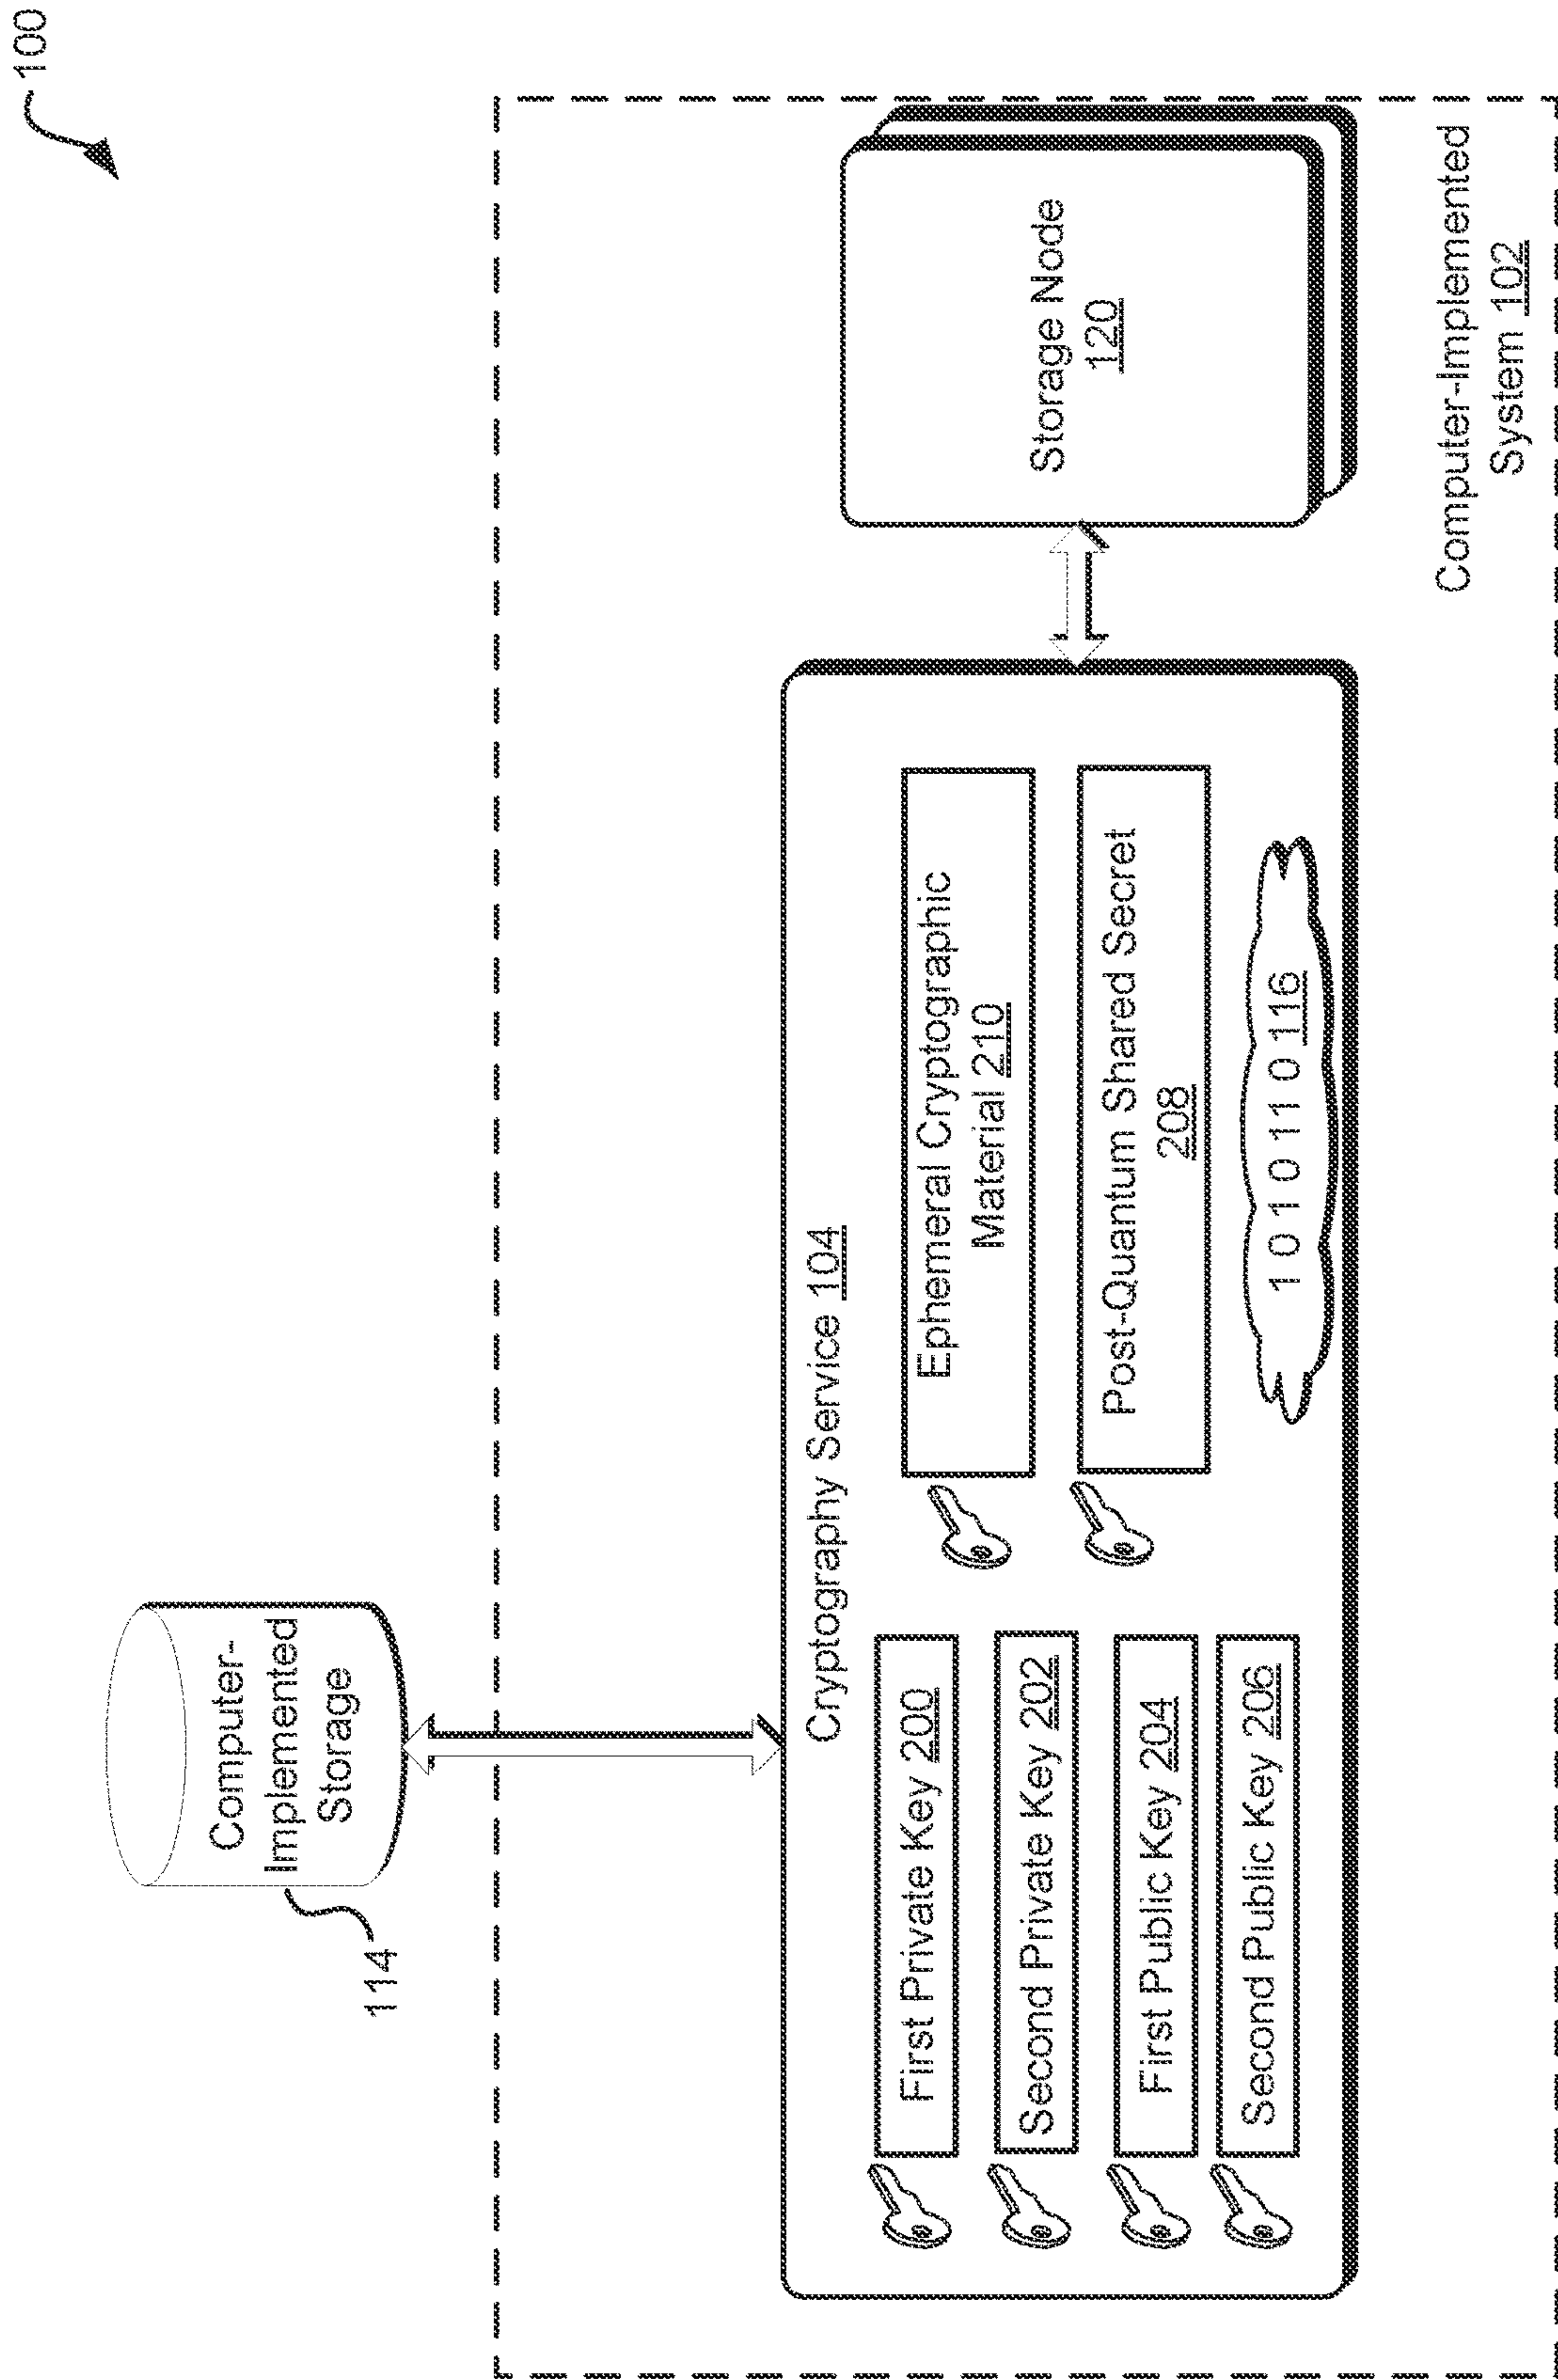 100
Computer-
Implemented
Storage
114
Cryptography Service 104
First Private Key 200
Second Private Key 202
First Public Key 204
Second Public Key 206
Ephemeral Cryptographic
Material 210
Post-Quantum Shared Secret
208
1 0 1 0 1 1 0 116
Storage Node
120
Computer-Implemented
System 102